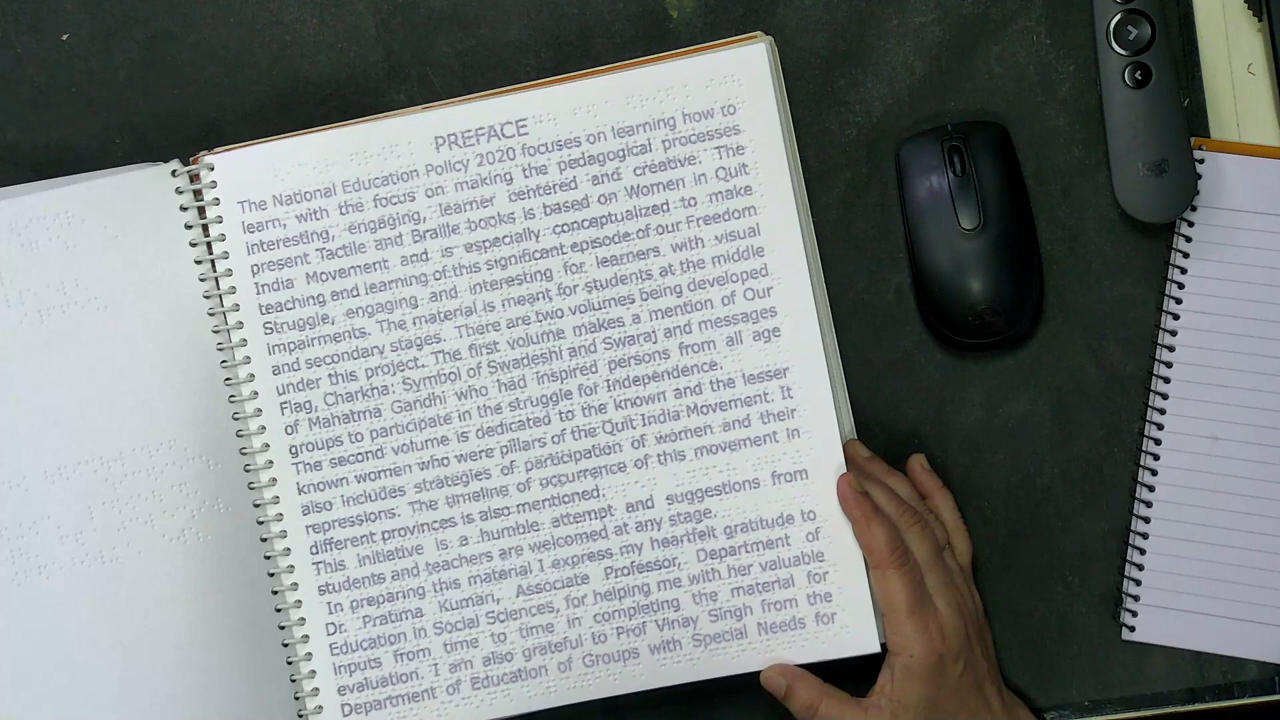 PREFACE
The National Education Policy 2020 focuses on learning how to
learn, with the focus on making the pedagogical processes
interesting, engaging, learner centered and creative. The
present Tactile and Braille books is based on Women in Quit
India Movement and is especially conceptualized to make
teaching and learning of this significant episode of our Freedom
Struggle, engaging and interesting for learners with visual
Impairments. The material is meant for students at the middle
and secondary stages. There are two volumes being developed
under this project. The first volume makes a mention of Our
Flag, Charkha: Symbol of Swadeshi and Swaraj and messages
of Mahatma Gandhi who had inspired persons from all age
groups to participate in the struggle for Independence.
The second volume is dedicated to the known and the lesser
known women who were pillars of the Quit India Movement. It
also includes strategies of participation of women and their
repressions. The timeline of occurrence of this movement in
different provinces is also mentioned.
This initiative is a humble attempt and suggestions from
students and teachers are welcomed at any stage.
In preparing this material I express my heartfelt gratitude to
Dr. Pratima Kumari, Associate Professor, Department of
Education in Social Sciences, for helping me with her valuable
inputs from time to time in completing the material for
evaluation. I am also grateful to Prof Vinay Singh from the
Department of Education of Groups with Special Needs for